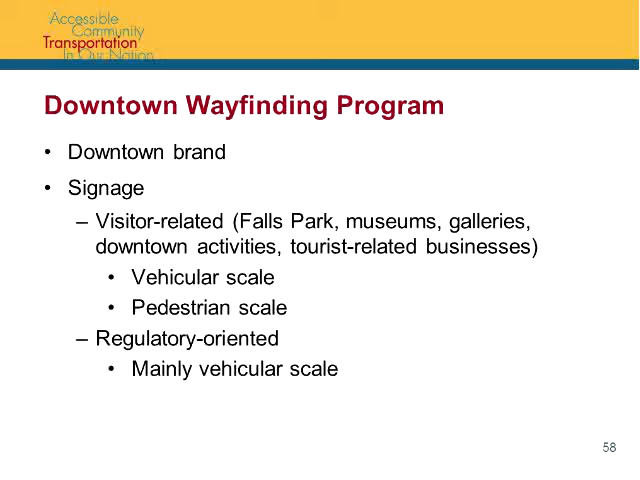 Accessible
Community
Transportation
In Our Nation
Downtown Wayfinding Program
• Downtown brand
• Signage
– Visitor-related (Falls Park, museums, galleries,
downtown activities, tourist-related businesses)
• Vehicular scale
• Pedestrian scale
– Regulatory-oriented
• Mainly vehicular scale
58